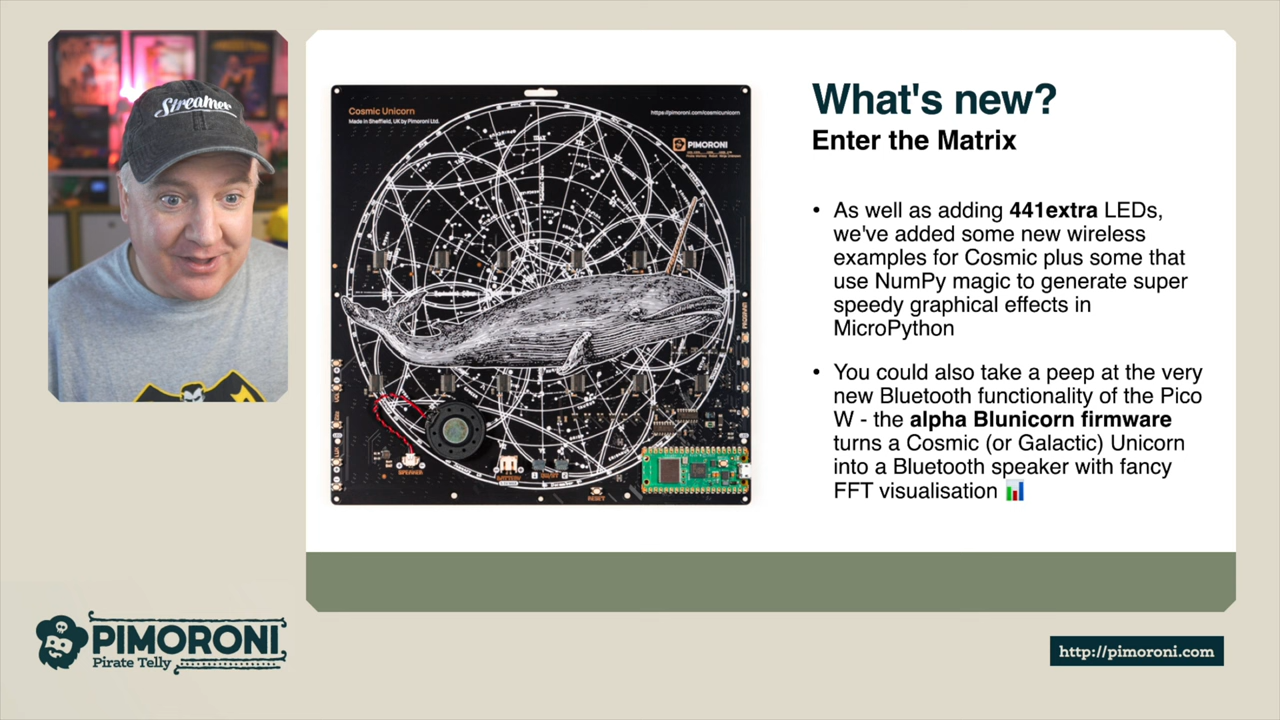 Streamer
Cosmic Unicorn
Made in Sheffield, UK by Pimoroni Ltd.
https://pimoroni.com/cosmicunicorn
PIMORONI
SPEAKER
BATTERY
RESET
What's new?
Enter the Matrix
• As well as adding 441extra LEDs,
we've added some new wireless
examples for Cosmic plus some that
use NumPy magic to generate super
speedy graphical effects in
MicroPython
• You could also take a peep at the very
new Bluetooth functionality of the Pico
W - the alpha Blunicorn firmware
turns a Cosmic (or Galactic) Unicorn
into a Bluetooth speaker with fancy
FFT visualisation 📊
PIMORONI
Pirate Telly
http://pimoroni.com